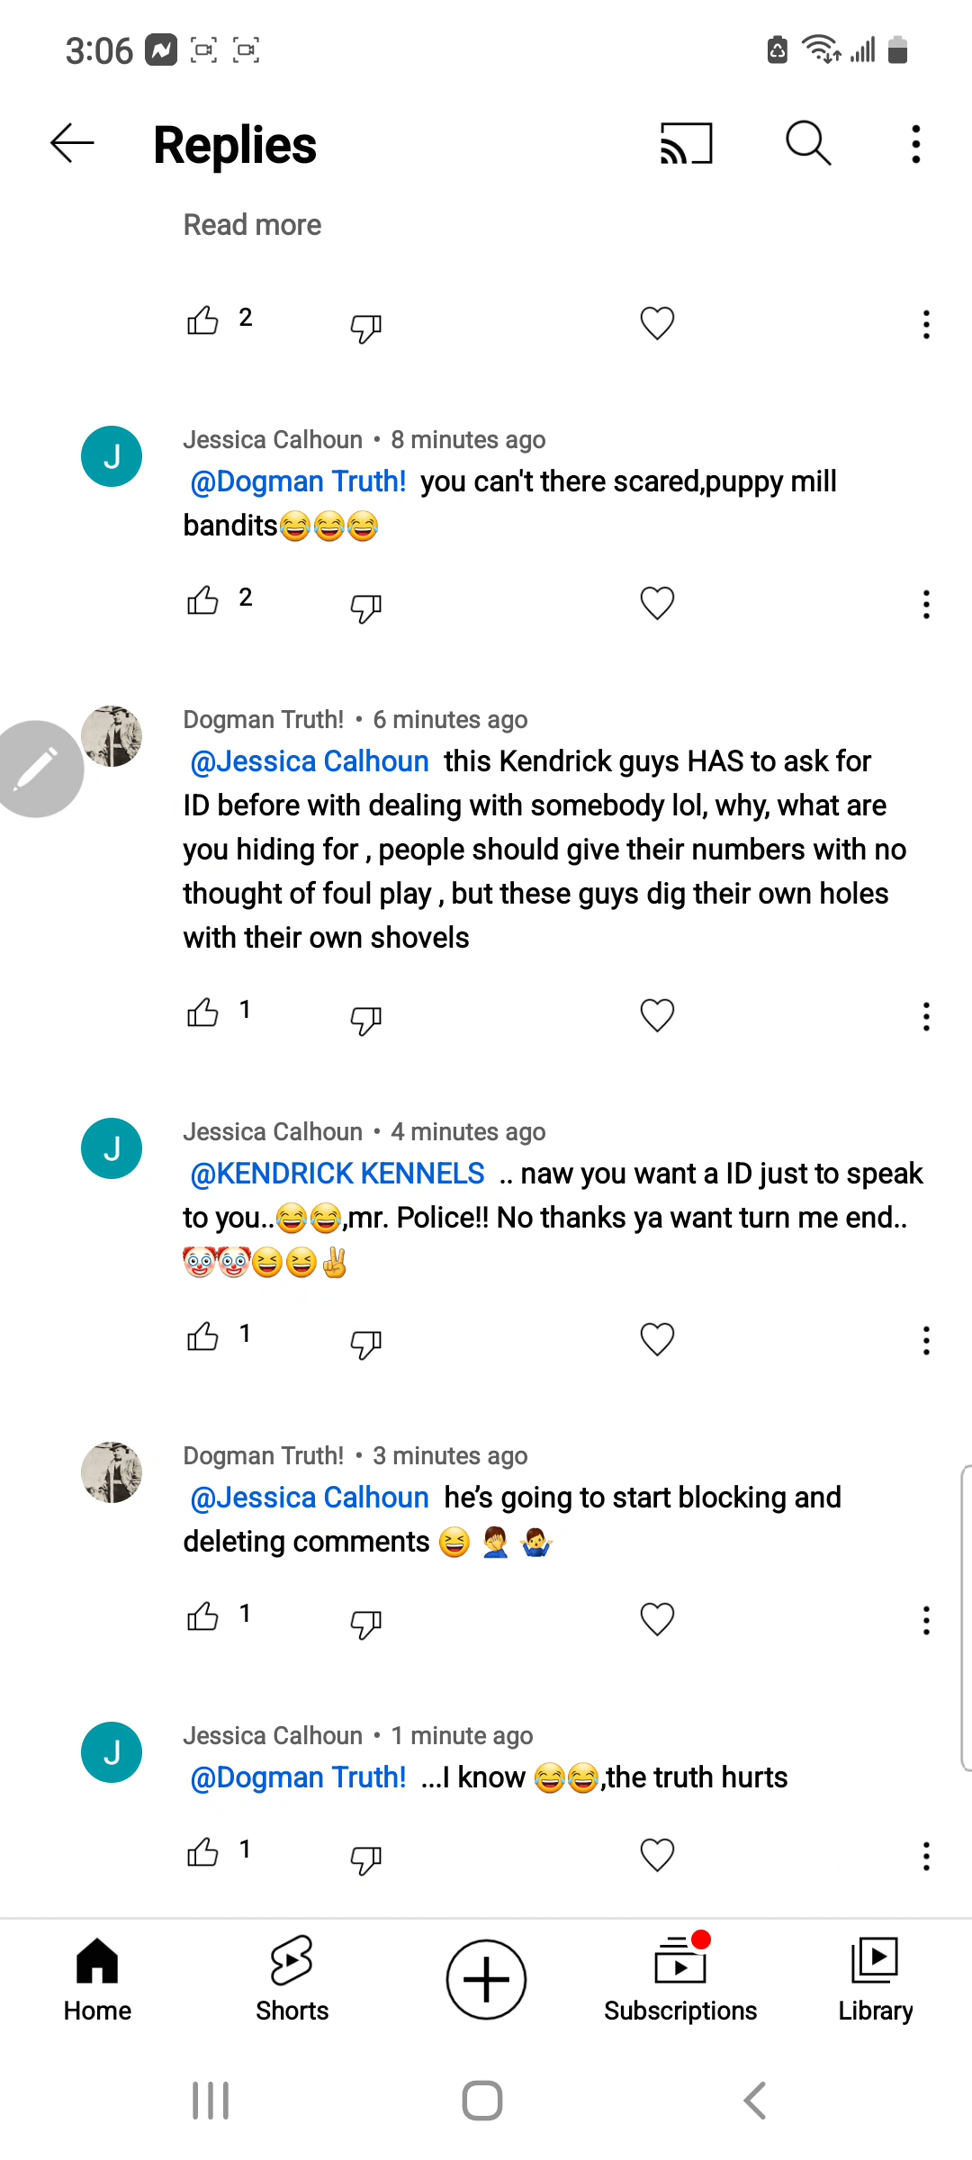 3:06
Replies
Read more
2
J
Jessica Calhoun • 8 minutes ago
@Dogman Truth! you can't there scared,puppy mill
bandits😂😂😂
2
Dogman Truth! • 6 minutes ago
@Jessica Calhoun this Kendrick guys HAS to ask for
ID before with dealing with somebody lol, why, what are
you hiding for , people should give their numbers with no
thought of foul play , but these guys dig their own holes
with their own shovels
1
J
Jessica Calhoun • 4 minutes ago
@KENDRICK KENNELS .. naw you want a ID just to speak
to you..😂😂,mr. Police!! No thanks ya want turn me end..
🤡🤡😆😆✌
1
Dogman Truth! • 3 minutes ago
@Jessica Calhoun he’s going to start blocking and
deleting comments 😆 🤦‍♂️ 🤷‍♂️
1
J
Jessica Calhoun • 1 minute ago
@Dogman Truth! ...I know 😂😂,the truth hurts
1
Home Shorts Subscriptions Library